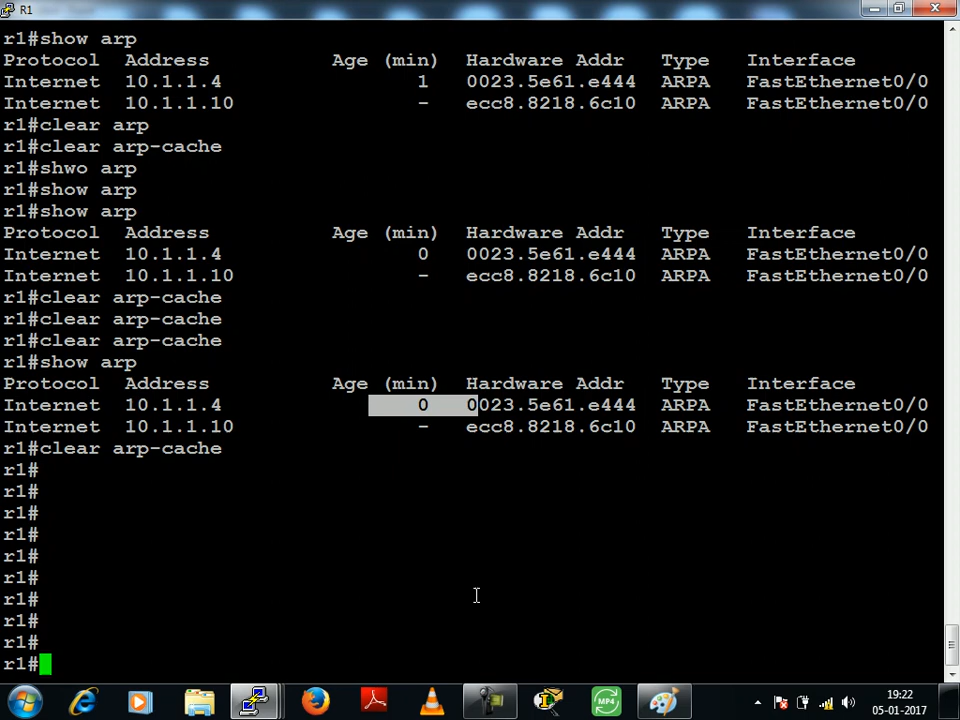 R1
r1#show arp
Protocol  Address          Age (min)  Hardware Addr   Type   Interface
Internet  10.1.1.4                1   0023.5e61.e444  ARPA   FastEthernet0/0
Internet  10.1.1.10               -   ecc8.8218.6c10  ARPA   FastEthernet0/0
r1#clear arp
r1#clear arp-cache
r1#shwo arp
r1#show arp
r1#show arp
Protocol  Address          Age (min)  Hardware Addr   Type   Interface
Internet  10.1.1.4                0   0023.5e61.e444  ARPA   FastEthernet0/0
Internet  10.1.1.10               -   ecc8.8218.6c10  ARPA   FastEthernet0/0
r1#clear arp-cache
r1#clear arp-cache
r1#clear arp-cache
r1#show arp
Protocol  Address          Age (min)  Hardware Addr   Type   Interface
Internet  10.1.1.4                0   0023.5e61.e444  ARPA   FastEthernet0/0
Internet  10.1.1.10               -   ecc8.8218.6c10  ARPA   FastEthernet0/0
r1#clear arp-cache
r1#
r1#
r1#
r1#
r1#
r1#
r1#
r1#
r1#
r1#
MP4
19:22
05-01-2017